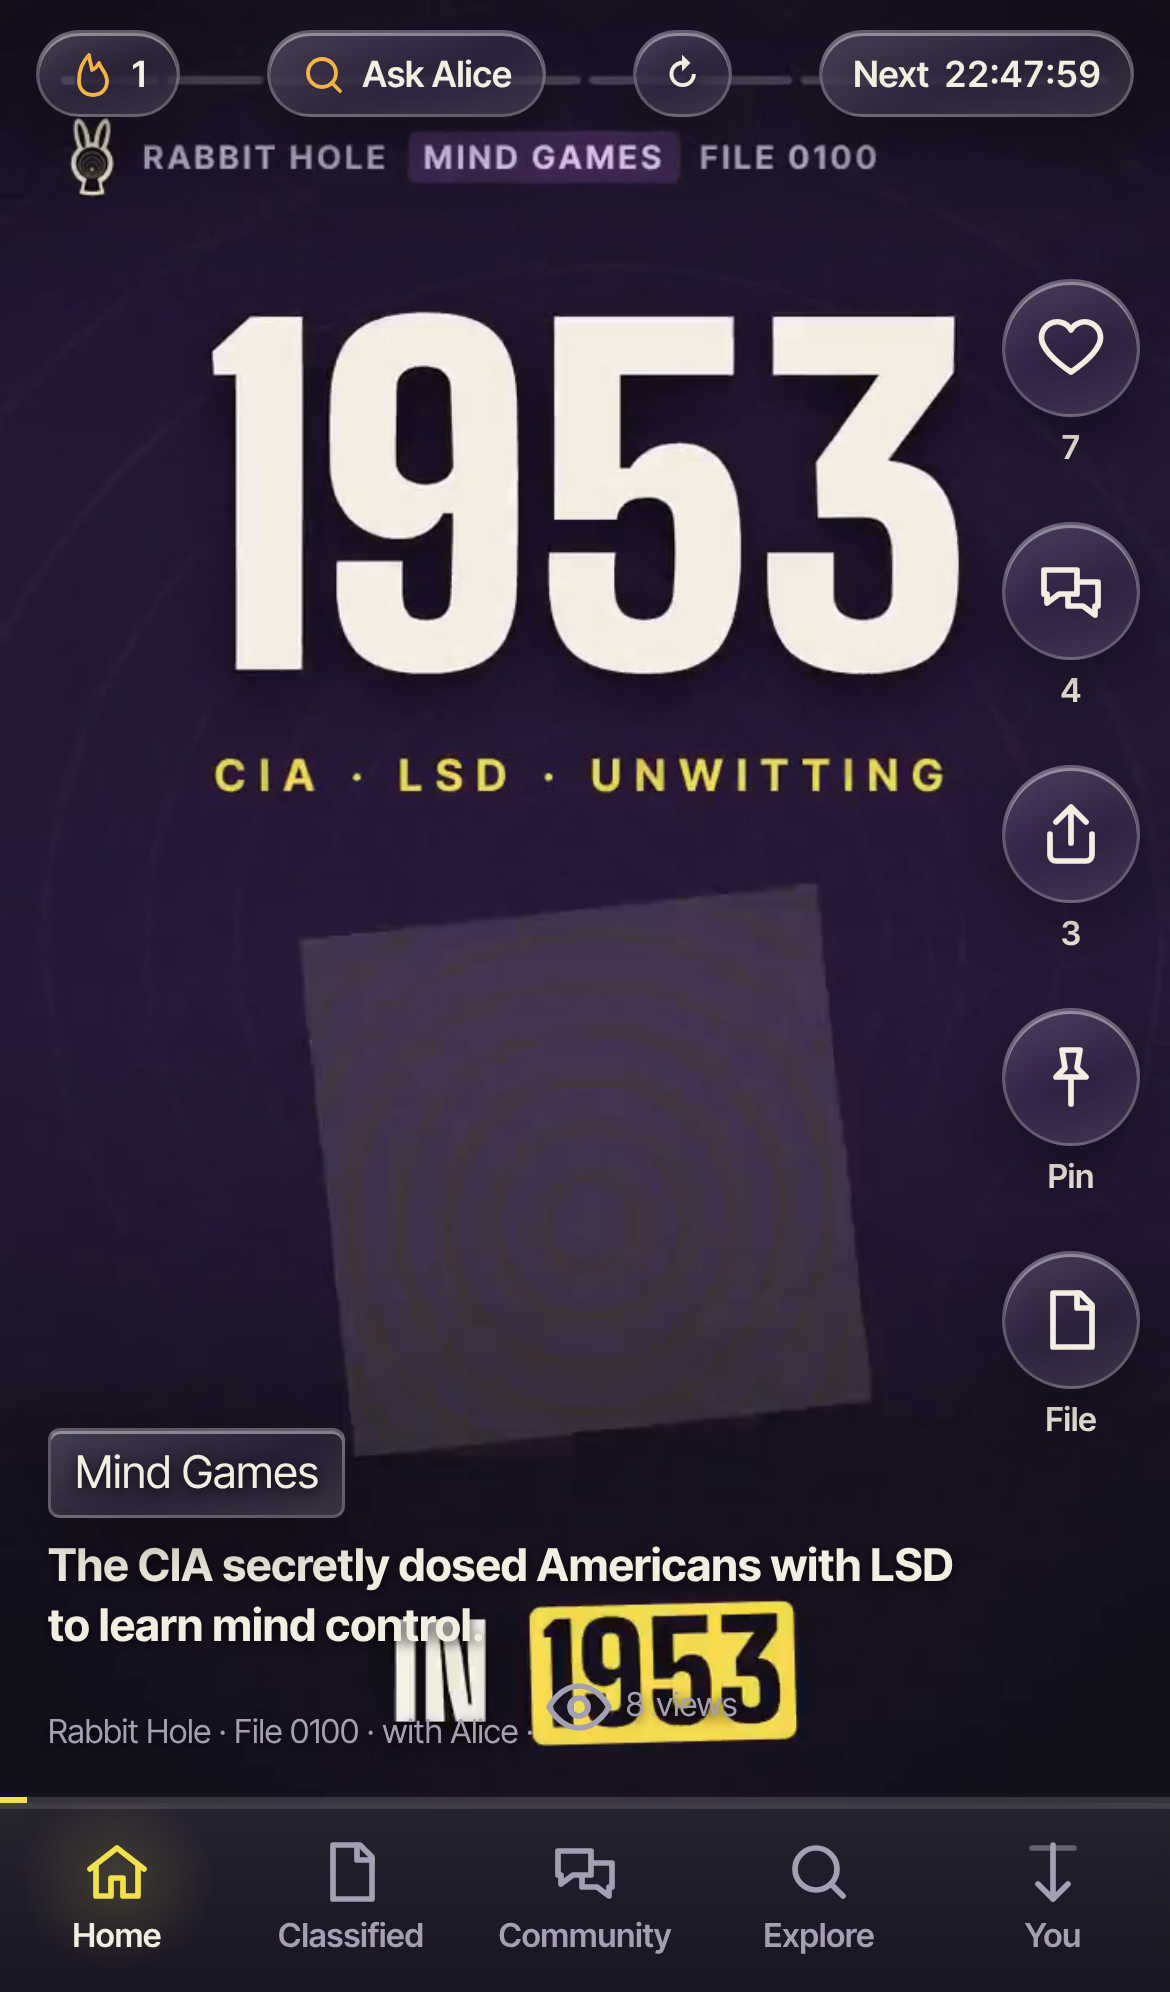 1
Ask Alice
Next 22:47:59
RABBIT HOLE MIND GAMES FILE 0100
1953
7
4
CIA · LSD · UNWITTING
3
Pin
File
Mind Games
The CIA secretly dosed Americans with LSD
to learn mind control.
IN 1953
8 views
Rabbit Hole · File 0100 · with Alice ·
Home
Classified
Community
Explore
You